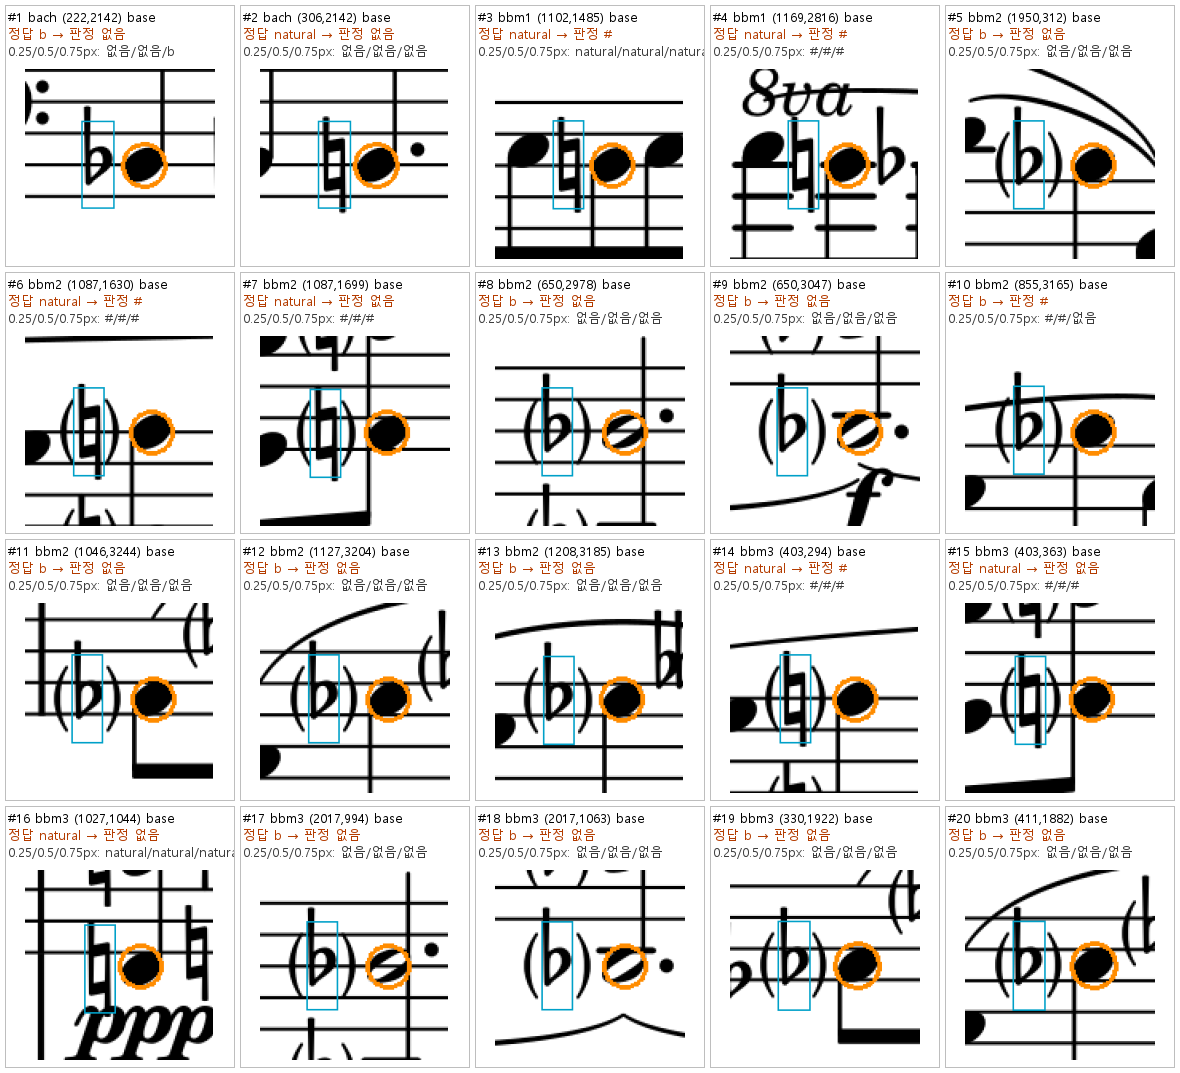 #1 bach (222,2142) base
정답 b → 판정 없음
0.25/0.5/0.75px: 없음/없음/b
#2 bach (306,2142) base
정답 natural → 판정 없음
0.25/0.5/0.75px: 없음/없음/없음
#3 bbm1 (1102,1485) base
정답 natural → 판정 #
0.25/0.5/0.75px: natural/natural/natura
#4 bbm1 (1169,2816) base
정답 natural → 판정 #
0.25/0.5/0.75px: #/#/#
8va
#5 bbm2 (1950,312) base
정답 b → 판정 없음
0.25/0.5/0.75px: 없음/없음/없음
#6 bbm2 (1087,1630) base
정답 natural → 판정 #
0.25/0.5/0.75px: #/#/#
#7 bbm2 (1087,1699) base
정답 natural → 판정 없음
0.25/0.5/0.75px: #/#/#
#8 bbm2 (650,2978) base
정답 b → 판정 없음
0.25/0.5/0.75px: 없음/없음/없음
#9 bbm2 (650,3047) base
정답 b → 판정 없음
0.25/0.5/0.75px: 없음/없음/없음
f
#10 bbm2 (855,3165) base
정답 b → 판정 #
0.25/0.5/0.75px: #/#/없음
#11 bbm2 (1046,3244) base
정답 b → 판정 없음
0.25/0.5/0.75px: 없음/없음/없음
#12 bbm2 (1127,3204) base
정답 b → 판정 없음
0.25/0.5/0.75px: 없음/없음/없음
#13 bbm2 (1208,3185) base
정답 b → 판정 없음
0.25/0.5/0.75px: 없음/없음/없음
#14 bbm3 (403,294) base
정답 natural → 판정 #
0.25/0.5/0.75px: #/#/#
#15 bbm3 (403,363) base
정답 natural → 판정 없음
0.25/0.5/0.75px: #/#/#
#16 bbm3 (1027,1044) base
정답 natural → 판정 없음
0.25/0.5/0.75px: natural/natural/natura
ppp
#17 bbm3 (2017,994) base
정답 b → 판정 없음
0.25/0.5/0.75px: 없음/없음/없음
#18 bbm3 (2017,1063) base
정답 b → 판정 없음
0.25/0.5/0.75px: 없음/없음/없음
#19 bbm3 (330,1922) base
정답 b → 판정 없음
0.25/0.5/0.75px: 없음/없음/없음
#20 bbm3 (411,1882) base
정답 b → 판정 없음
0.25/0.5/0.75px: 없음/없음/없음